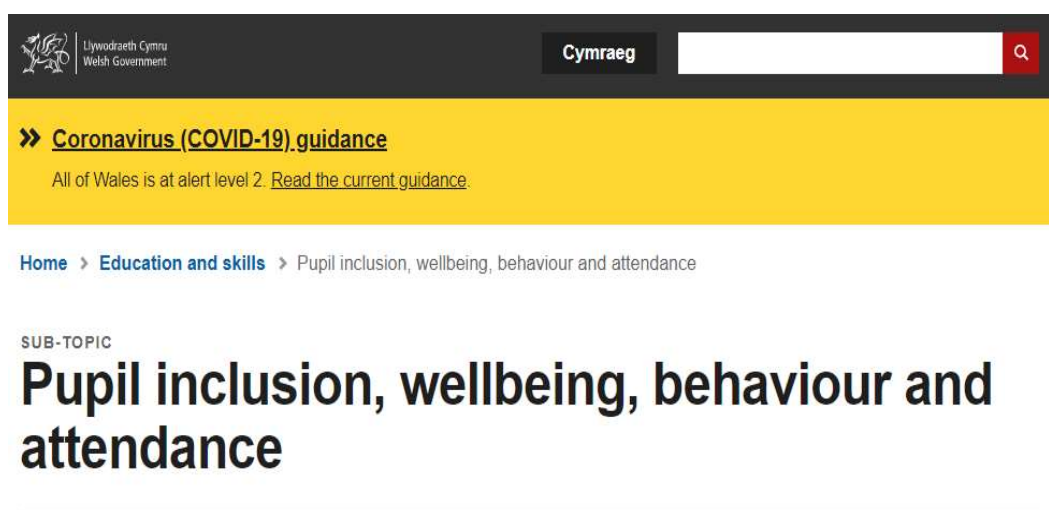 Llywodraeth Cymru
Welsh Government
Cymraeg
Coronavirus (COVID-19) guidance
All of Wales is at alert level 2. Read the current guidance.
Home > Education and skills > Pupil inclusion, wellbeing, behaviour and attendance
SUB-TOPIC
Pupil inclusion, wellbeing, behaviour and
attendance